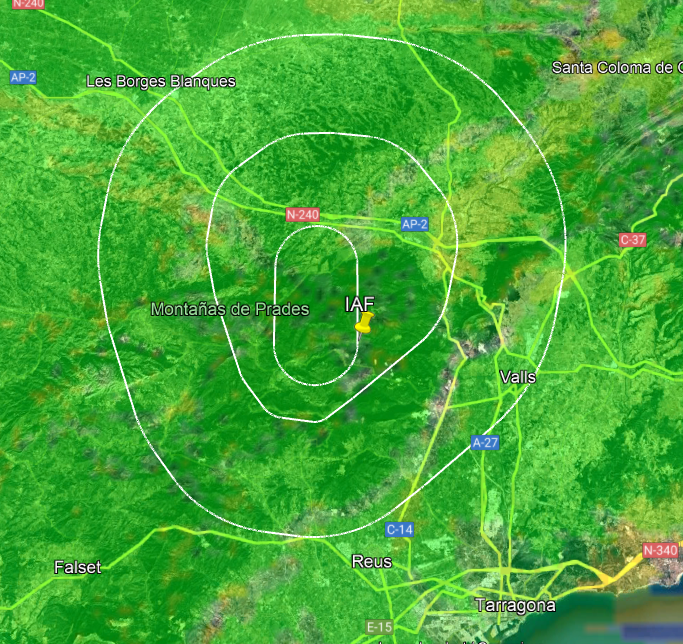 N-240
AP-2
Les Borges Blanques
Santa Coloma de
N-240
AP-2
C-37
Montañas de Prades
IAF
Valls
A-27
C-14
N-340
Falset
Reus
Tarragona
E-15